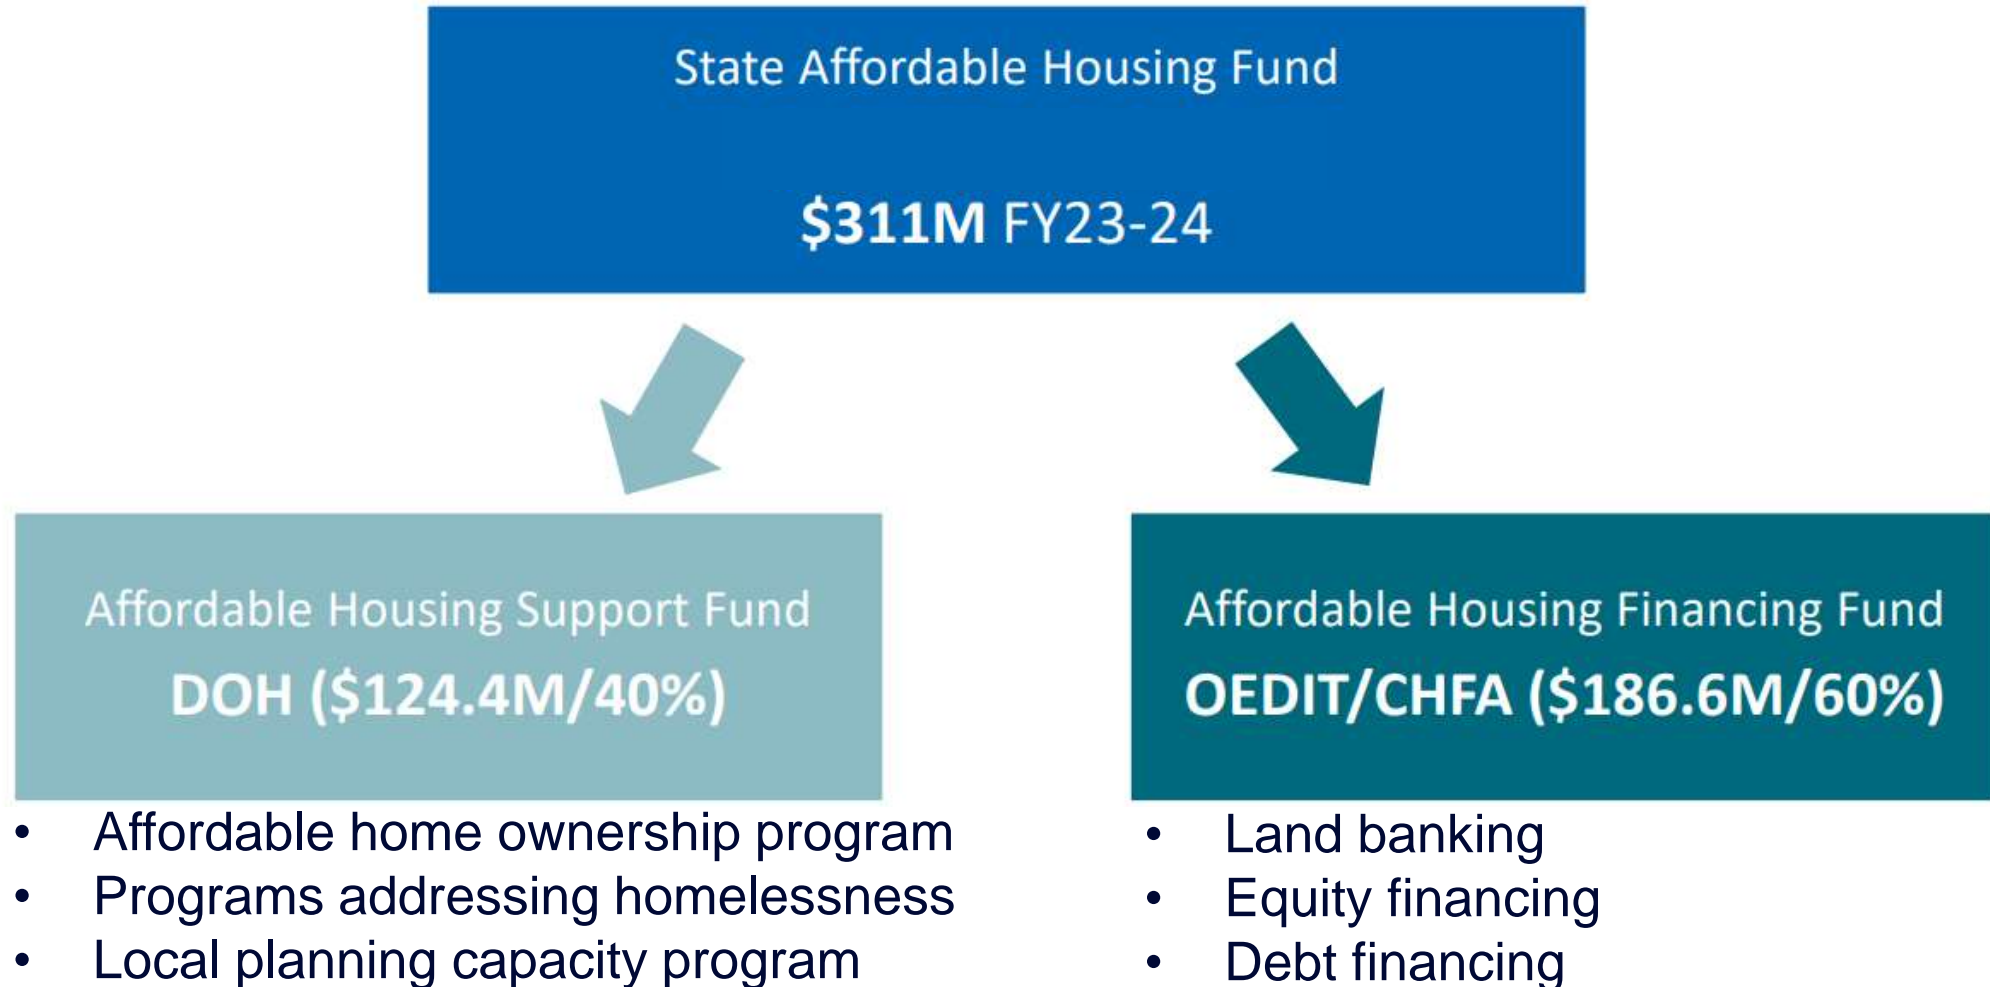 State Affordable Housing Fund
$311M FY23-24
Affordable Housing Support Fund
DOH ($124.4M/40%)
• Affordable home ownership program
• Programs addressing homelessness
• Local planning capacity program
Affordable Housing Financing Fund
OEDIT/CHFA ($186.6M/60%)
• Land banking
• Equity financing
• Debt financing